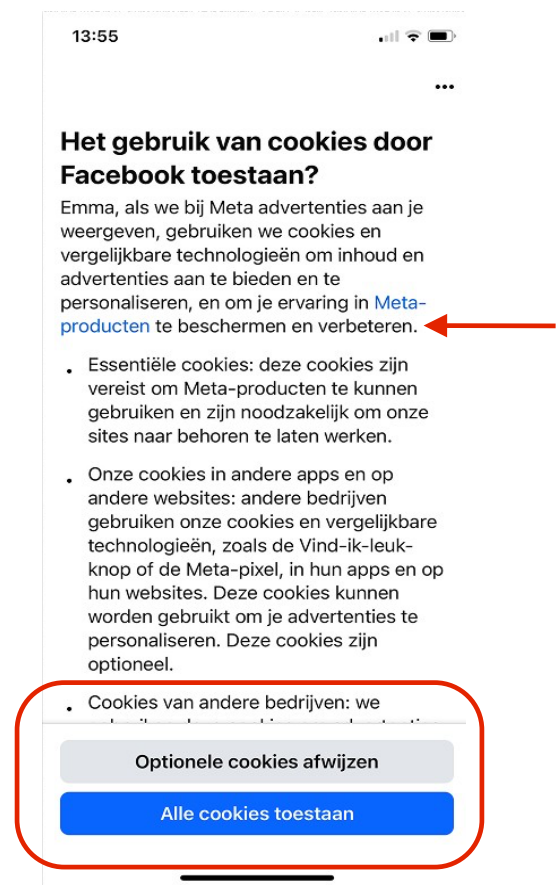 13:55
Het gebruik van cookies door
Facebook toestaan?
Emma, als we bij Meta advertenties aan je
weergeven, gebruiken we cookies en
vergelijkbare technologieën om inhoud en
advertenties aan te bieden en te
personaliseren, en om je ervaring in Meta-
producten te beschermen en verbeteren.
• Essentiële cookies: deze cookies zijn
vereist om Meta-producten te kunnen
gebruiken en zijn noodzakelijk om onze
sites naar behoren te laten werken.
• Onze cookies in andere apps en op
andere websites: andere bedrijven
gebruiken onze cookies en vergelijkbare
technologieën, zoals de Vind-ik-leuk-
knop of de Meta-pixel, in hun apps en op
hun websites. Deze cookies kunnen
worden gebruikt om je advertenties te
personaliseren. Deze cookies zijn
optioneel.
• Cookies van andere bedrijven: we
Optionele cookies afwijzen
Alle cookies toestaan